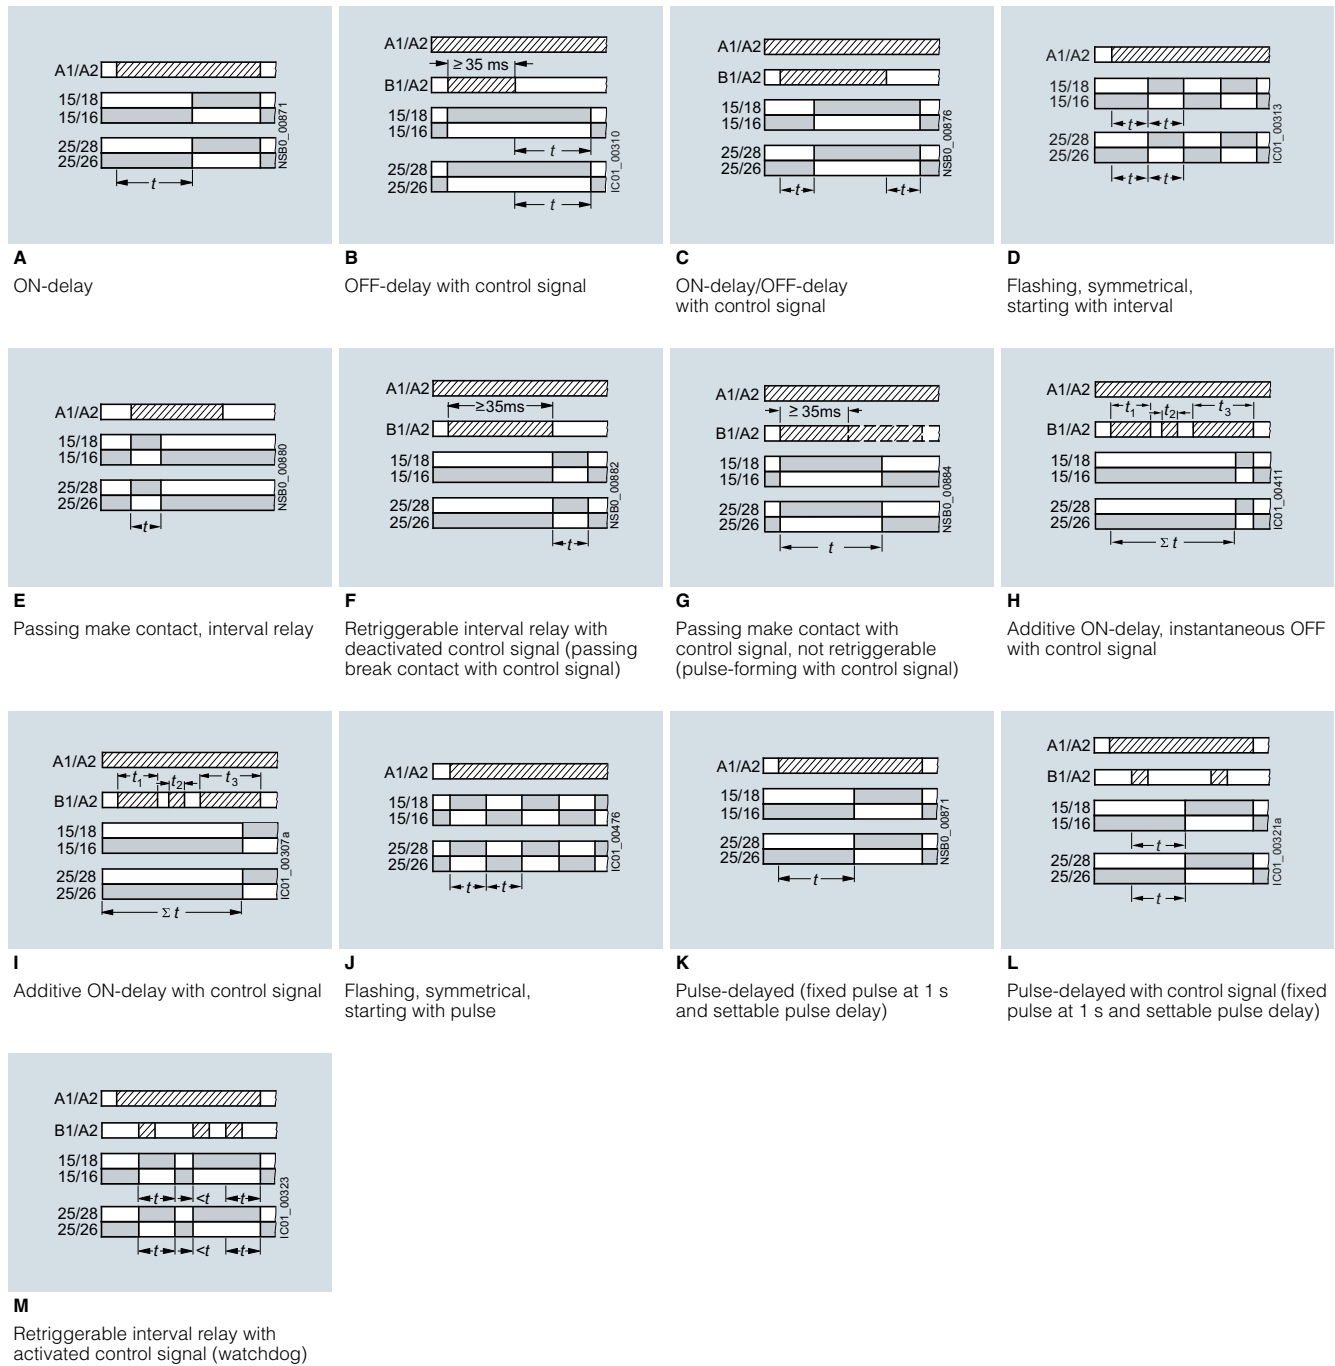 A1/A2
15/18
15/16
25/28
25/26
t
NSB0_00871
A
ON-delay
A1/A2
≥ 35 ms
B1/A2
15/18
15/16
t
25/28
25/26
t
IC01_00310
B
OFF-delay with control signal
A1/A2
B1/A2
15/18
15/16
25/28
25/26
t t
NSB0_00876
C
ON-delay/OFF-delay
with control signal
A1/A2
15/18
15/16
t t
25/28
25/26
t t
IC01_00313
D
Flashing, symmetrical,
starting with interval
A1/A2
15/18
15/16
25/28
25/26
t
NSB0_00880
E
Passing make contact, interval relay
A1/A2
≥35ms
B1/A2
15/18
15/16
25/28
25/26
t
NSB0_00882
F
Retriggerable interval relay with
deactivated control signal (passing
break contact with control signal)
A1/A2
≥ 35ms
B1/A2
15/18
15/16
25/28
25/26
t
NSB0_00884
G
Passing make contact with
control signal, not retriggerable
(pulse-forming with control signal)
A1/A2
t1 t2 t3
B1/A2
15/18
15/16
25/28
25/26
Σ t
IC01_00411
H
Additive ON-delay, instantaneous OFF
with control signal
A1/A2
t1 t2 t3
B1/A2
15/18
15/16
25/28
25/26
Σ t
IC01_00307a
I
Additive ON-delay with control signal
A1/A2
15/18
15/16
25/28
25/26
t t
IC01_00476
J
Flashing, symmetrical,
starting with pulse
A1/A2
15/18
15/16
25/28
25/26
t
NSB0_00871
K
Pulse-delayed (fixed pulse at 1 s
and settable pulse delay)
A1/A2
B1/A2
15/18
15/16
t
25/28
25/26
t
IC01_00321a
L
Pulse-delayed with control signal (fixed
pulse at 1 s and settable pulse delay)
A1/A2
B1/A2
15/18
15/16
t <t t
25/28
25/26
t <t t
IC01_00323
M
Retriggerable interval relay with
activated control signal (watchdog)